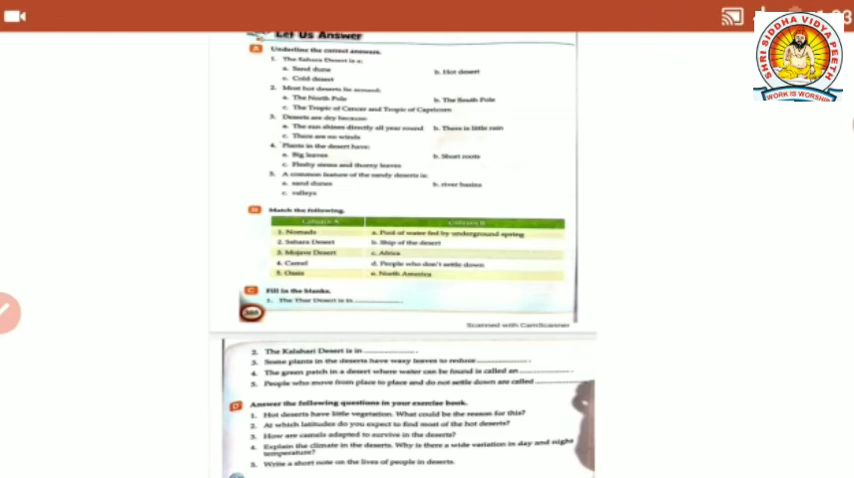 Let Us Answer
A Underline the correct answers.
1. The Sahara Desert is a:
a. Sand dune b. Hot desert
c. Cold desert
2. Most hot deserts lie around:
a. The North Pole b. The South Pole
c. The Tropic of Cancer and Tropic of Capricorn
3. Deserts are dry because:
a. The sun shines directly all year round b. There is little rain
c. There are no winds
4. Plants in the desert have:
a. Big leaves b. Short roots
c. Fleshy stems and thorny leaves
5. A common feature of the sandy deserts is:
a. sand dunes b. river basins
c. valleys
B Match the following.
Column A Column B
1. Nomads a. Pool of water fed by underground spring
2. Sahara Desert b. Ship of the desert
3. Mojave Desert c. Africa
4. Camel d. People who don't settle down
5. Oasis e. North America
C Fill in the blanks.
1. The Thar Desert is in ____________.
Scanned with CamScanner
2. The Kalahari Desert is in ____________.
3. Some plants in the deserts have waxy leaves to reduce ____________.
4. The green patch in a desert where water can be found is called an ____________.
5. People who move from place to place and do not settle down are called ____________
D Answer the following questions in your exercise book.
1. Hot deserts have little vegetation. What could be the reason for this?
2. At which latitudes do you expect to find most of the hot deserts?
3. How are camels adapted to survive in the deserts?
4. Explain the climate in the deserts. Why is there a wide variation in day and night
temperature?
5. Write a short note on the lives of people in deserts.
SHRI SIDDHA VIDYA PEETH
WORK IS WORSHIP